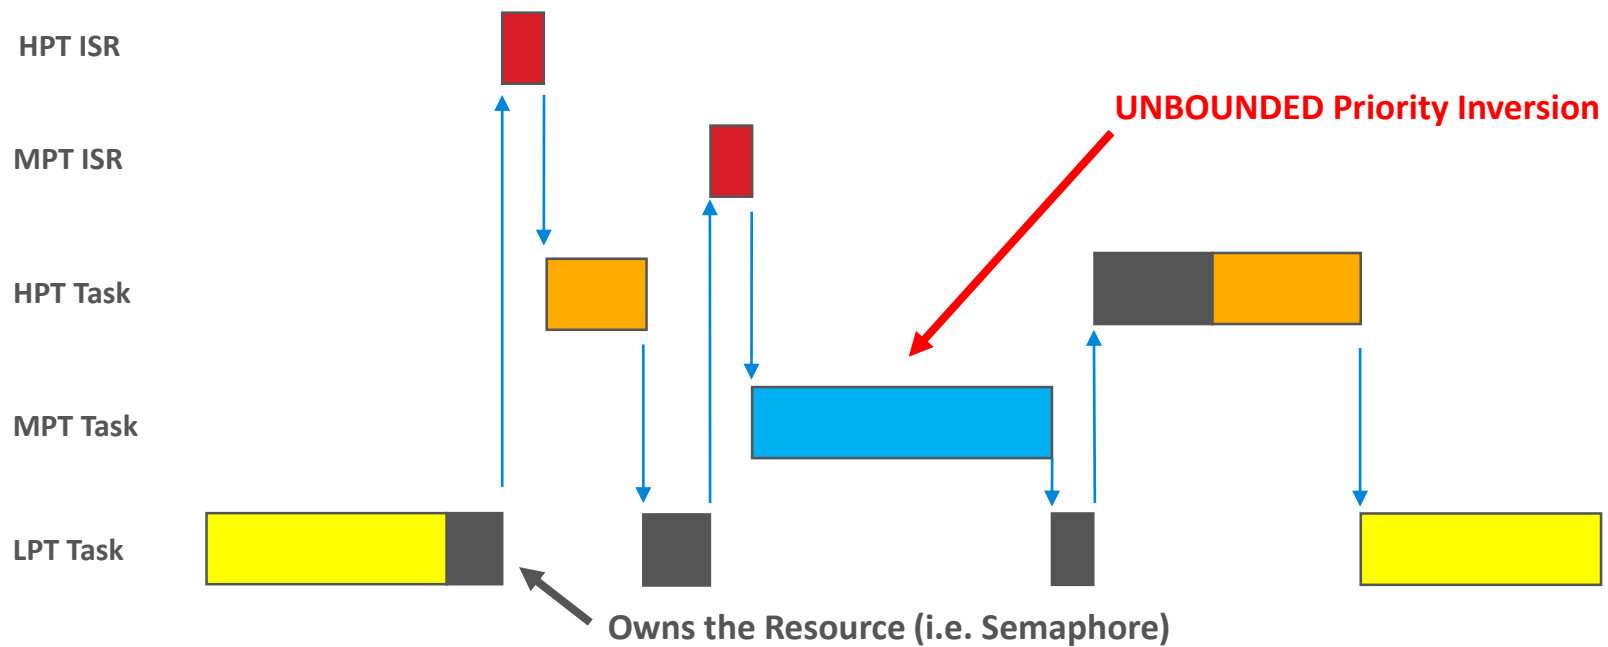 HPT ISR
UNBOUNDED Priority Inversion
MPT ISR
HPT Task
MPT Task
LPT Task
Owns the Resource (i.e. Semaphore)